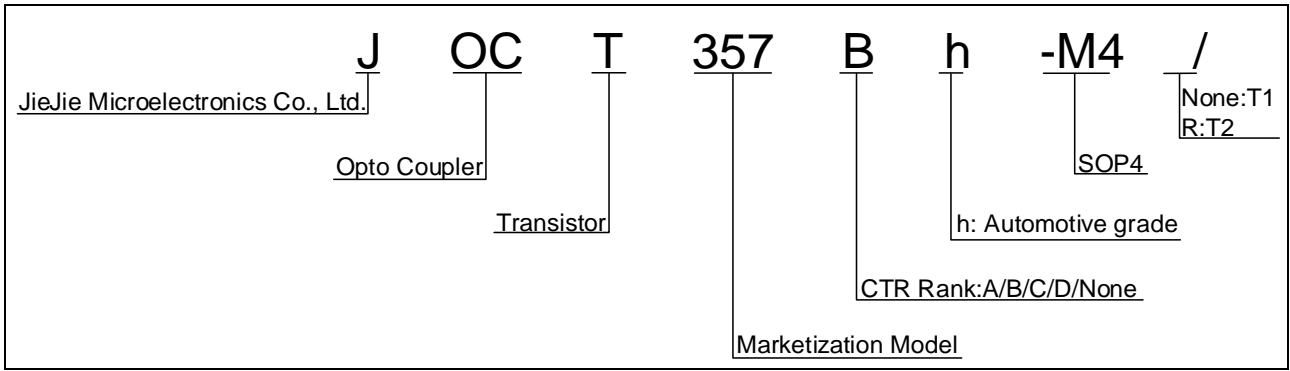 J OC T 357 B h -M4 /
JieJie Microelectronics Co., Ltd.
None:T1
R:T2
Opto Coupler
SOP4
Transistor
h: Automotive grade
CTR Rank:A/B/C/D/None
Marketization Model